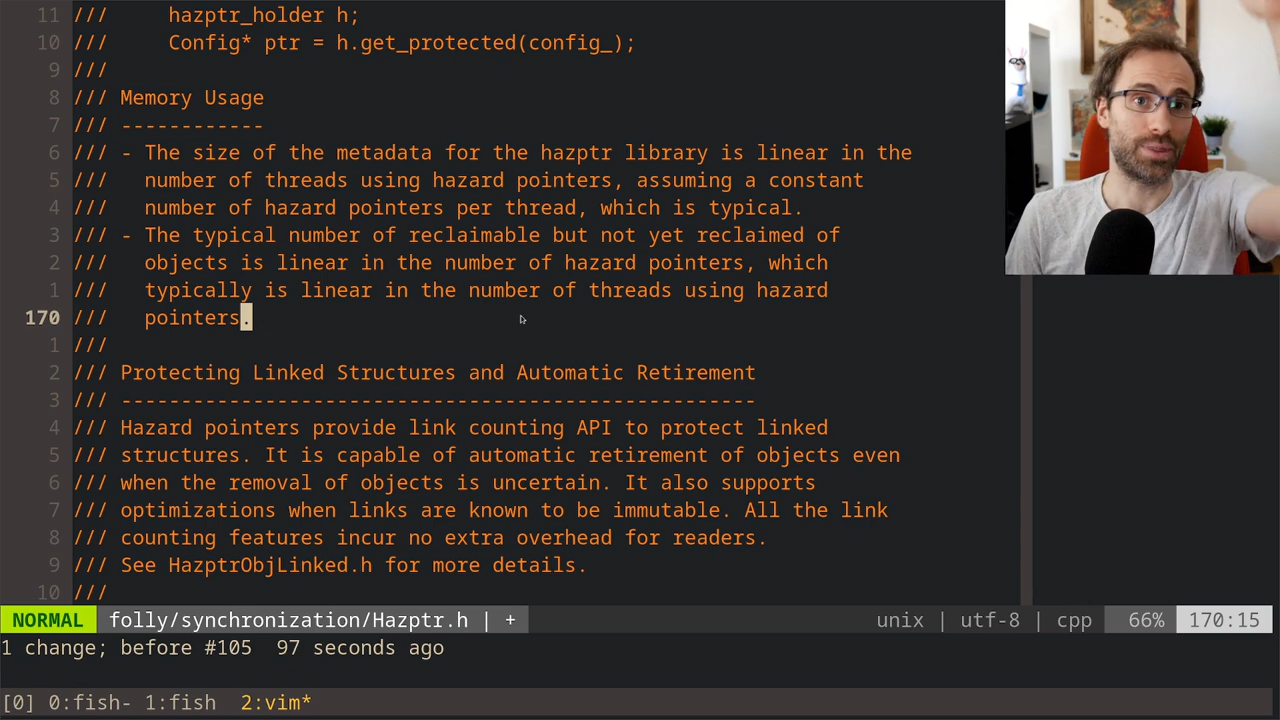 11 ///     hazptr_holder h;
10 ///     Config* ptr = h.get_protected(config_);
9 ///
8 /// Memory Usage
7 /// ------------
6 /// - The size of the metadata for the hazptr library is linear in the
5 ///   number of threads using hazard pointers, assuming a constant
4 ///   number of hazard pointers per thread, which is typical.
3 /// - The typical number of reclaimable but not yet reclaimed of
2 ///   objects is linear in the number of hazard pointers, which
1 ///   typically is linear in the number of threads using hazard
170 ///   pointers.
1 ///
2 /// Protecting Linked Structures and Automatic Retirement
3 /// -----------------------------------------------------
4 /// Hazard pointers provide link counting API to protect linked
5 /// structures. It is capable of automatic retirement of objects even
6 /// when the removal of objects is uncertain. It also supports
7 /// optimizations when links are known to be immutable. All the link
8 /// counting features incur no extra overhead for readers.
9 /// See HazptrObjLinked.h for more details.
10 ///
NORMAL folly/synchronization/Hazptr.h | + unix | utf-8 | cpp 66% 170:15
1 change; before #105  97 seconds ago
[0] 0:fish- 1:fish  2:vim*